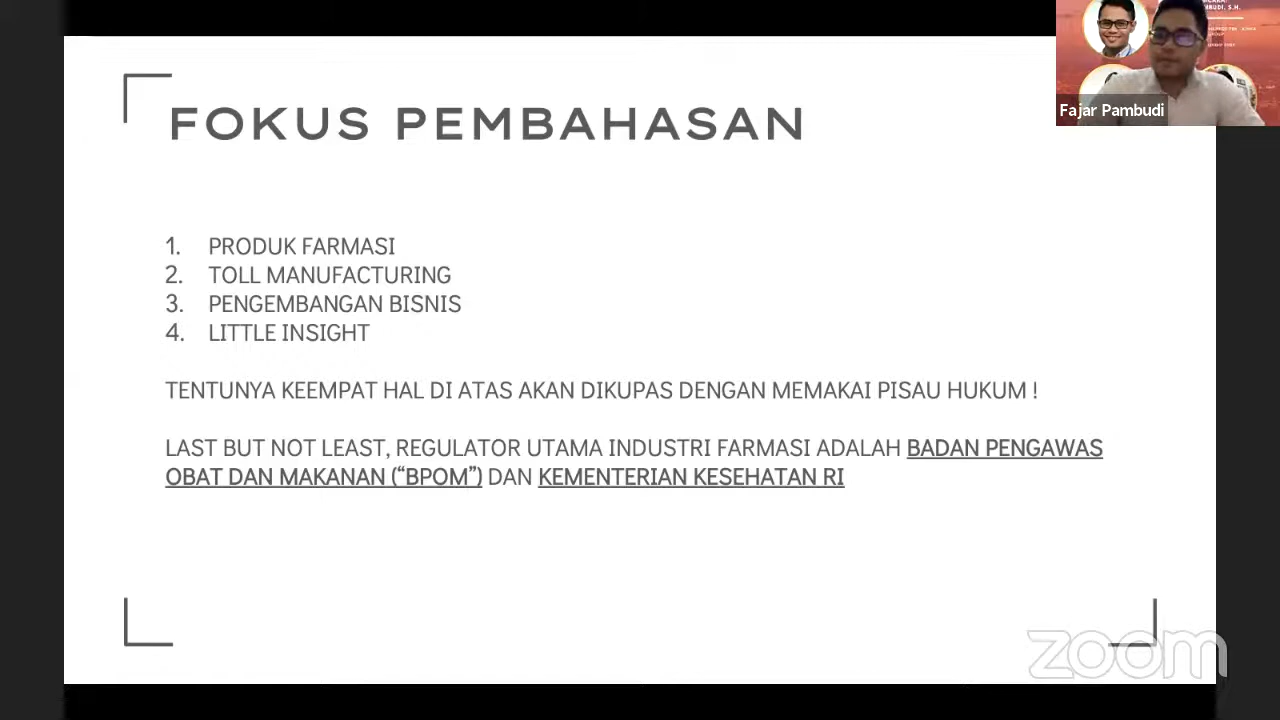 FOKUS PEMBAHASAN
1. PRODUK FARMASI
2. TOLL MANUFACTURING
3. PENGEMBANGAN BISNIS
4. LITTLE INSIGHT
TENTUNYA KEEMPAT HAL DI ATAS AKAN DIKUPAS DENGAN MEMAKAI PISAU HUKUM !
LAST BUT NOT LEAST, REGULATOR UTAMA INDUSTRI FARMASI ADALAH BADAN PENGAWAS
OBAT DAN MAKANAN (“BPOM”) DAN KEMENTERIAN KESEHATAN RI
Fajar Pambudi
zoom